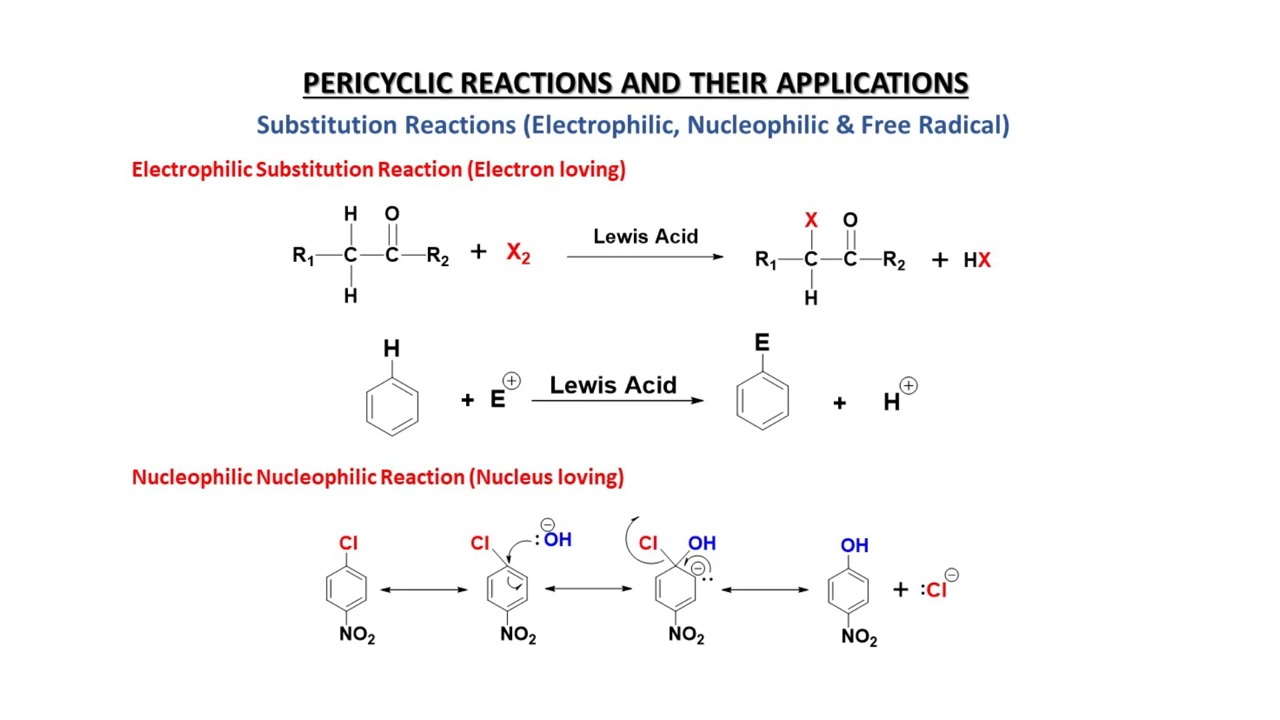 PERICYCLIC REACTIONS AND THEIR APPLICATIONS
Substitution Reactions (Electrophilic, Nucleophilic & Free Radical)
Electrophilic Substitution Reaction (Electron loving)
H O X O
R₁ C C R₂ + X₂ Lewis Acid R₁ C C R₂ + HX
H H
H E
+ E⊕ Lewis Acid + H⊕
Nucleophilic Nucleophilic Reaction (Nucleus loving)
Cl Cl :OH⊖ Cl OH ⊖.. OH
+ :Cl⊖
NO₂ NO₂ NO₂ NO₂